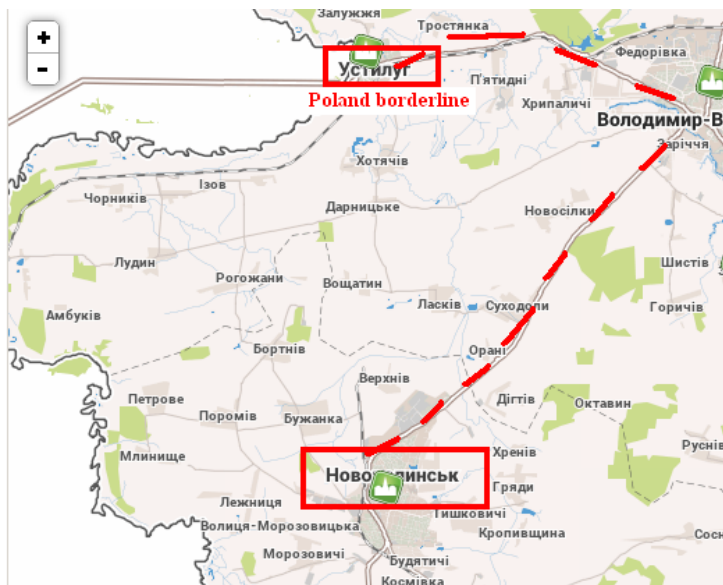 Залужжя
Тростянка
+
-
Устилуг
Федорівка
П'ятидні
Poland borderline
Хрипаличі
Володимир-В
Заріччя
Хотячів
Ізов
Чорників
Дарницьке
Новосілки
Лудин
Шистів
Рогожани
Вощатин
Ласків
Суходоли
Горичів
Амбуків
Бортнів
Орані
Верхнів
Петрове
Дігтів
Октавин
Поромів
Бужанка
Руснів
Млинище
Хренів
Гряди
Лежниця
Тишковичі
Волиця-Морозовицька
Кропивщина
Сосн
Морозовичі
Будятичі
Космівка